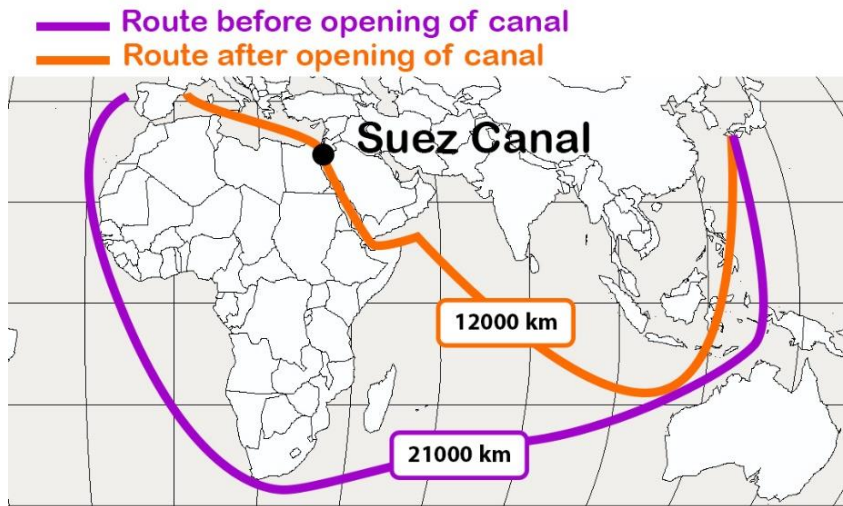 Route before opening of canal
Route after opening of canal
Suez Canal
12000 km
21000 km